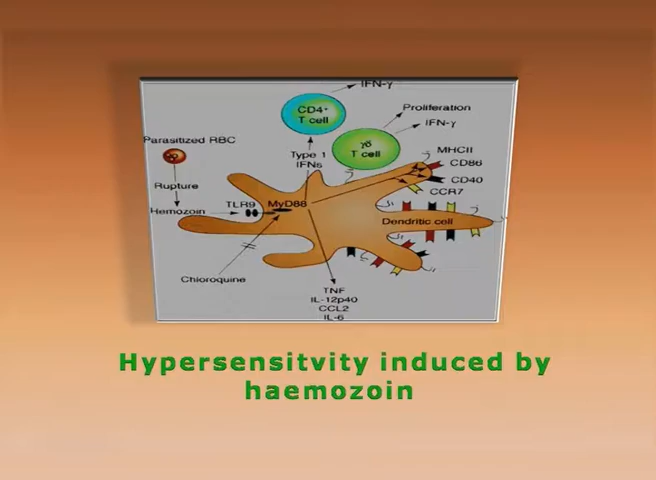 IFN-γ
CD4+
T cell
Proliferation
IFN-γ
γδ
T cell
Parasitized RBC
Type 1
IFNs
MHCII
CD86
CD40
CCR7
Rupture
Hemozoin
TLR9
MyD88
Dendritic cell
Chloroquine
TNF
IL-12p40
CCL2
IL-6
Hypersensitvity induced by
haemozoin